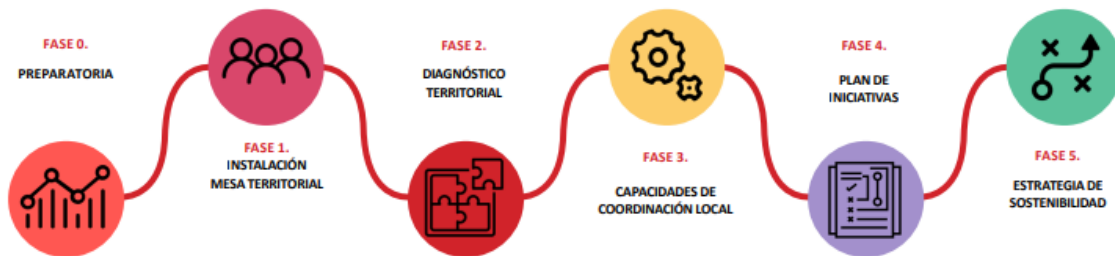 FASE 0.
PREPARATORIA
FASE 1.
INSTALACIÓN
MESA TERRITORIAL
FASE 2.
DIAGNÓSTICO
TERRITORIAL
FASE 3.
CAPACIDADES DE
COORDINACIÓN LOCAL
FASE 4.
PLAN DE
INICIATIVAS
FASE 5.
ESTRATEGIA DE
SOSTENIBILIDAD